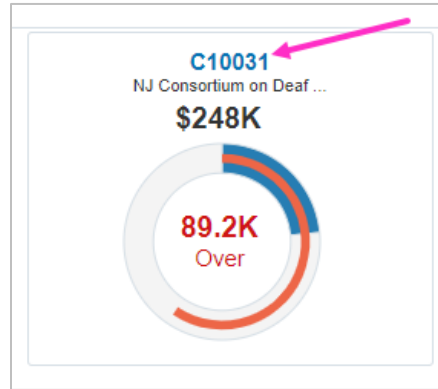 C10031
NJ Consortium on Deaf ...
$248K
89.2K
Over